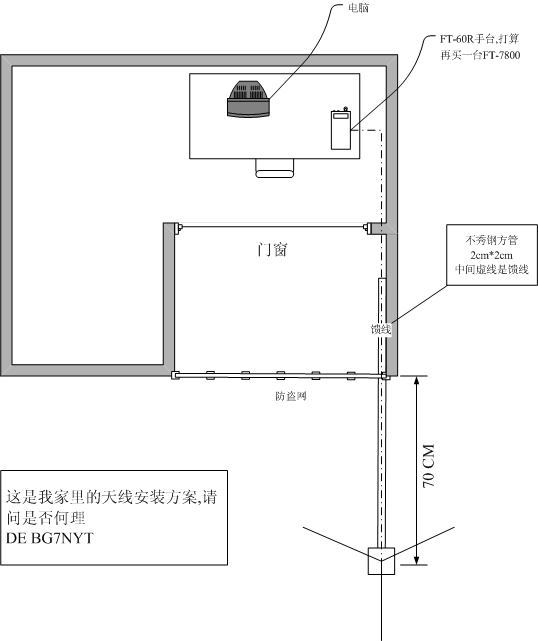 电脑
FT-60R手台,打算
再买一台FT-7800
门窗
不秀钢方管
2cm*2cm
中间虚线是馈线
馈线
防盗网
70 CM
这是我家里的天线安装方案,请
问是否何理
DE BG7NYT